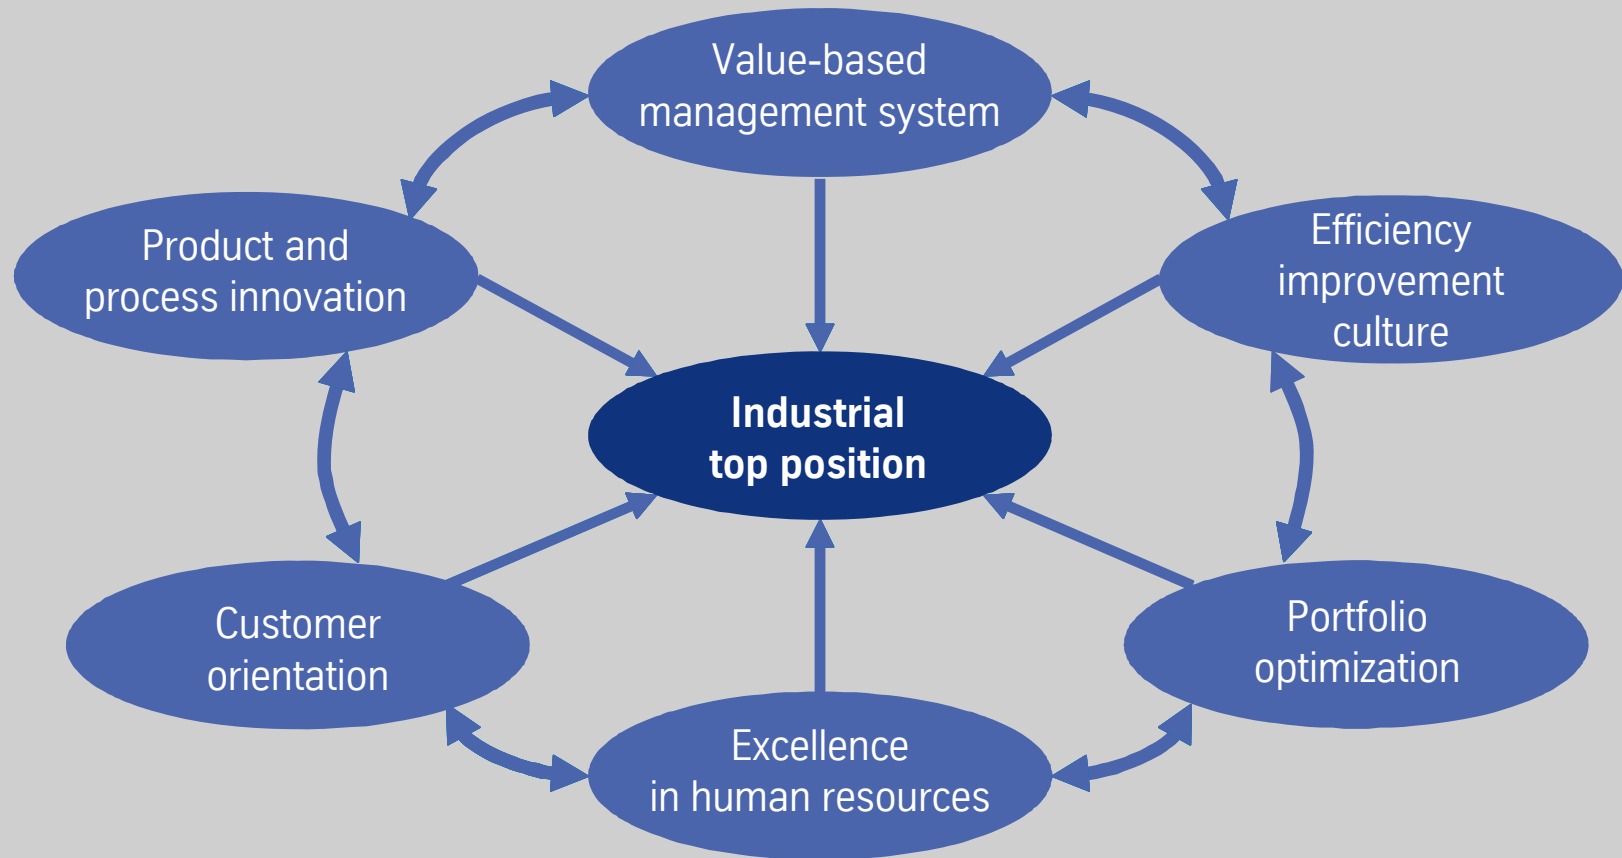 Value-based
management system
Product and
process innovation
Efficiency
improvement
culture
Industrial
top position
Customer
orientation
Portfolio
optimization
Excellence
in human resources